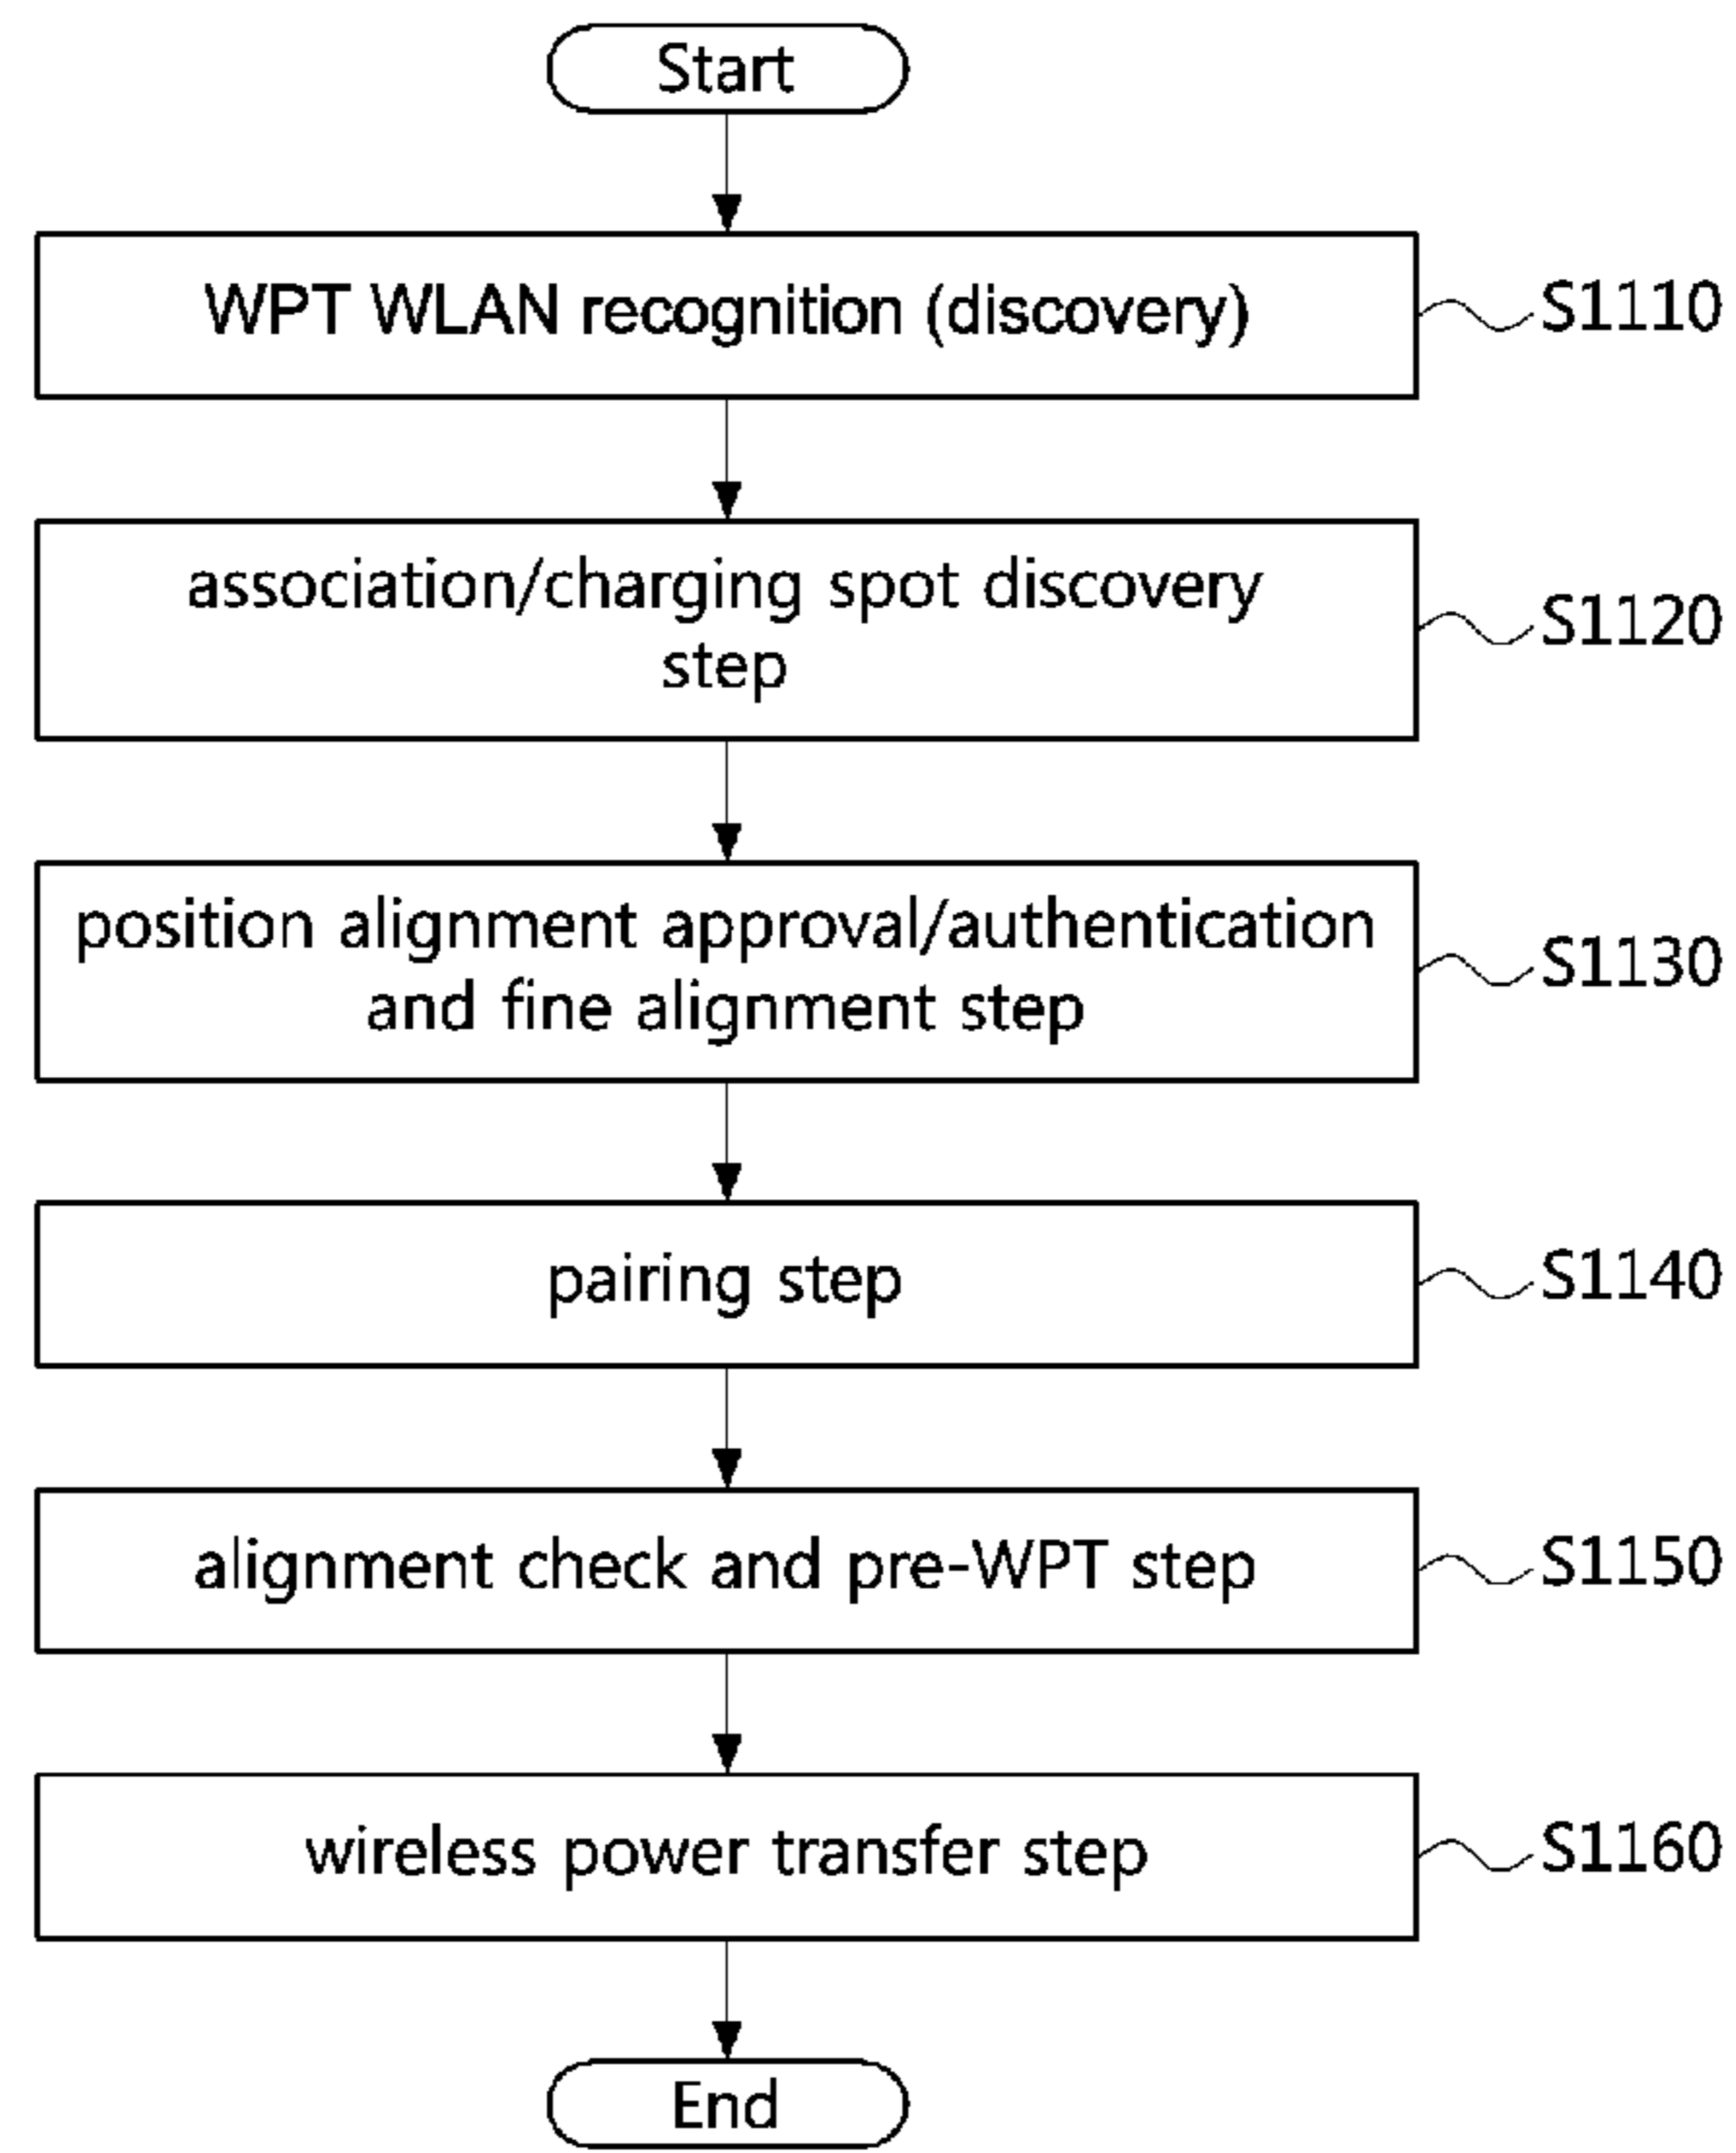 Start
WPT WLAN recognition (discovery)
S1110
association/charging spot discovery
step
S1120
position alignment approval/authentication
and fine alignment step
S1130
pairing step
S1140
alignment check and pre-WPT step
S1150
wireless power transfer step
S1160
End